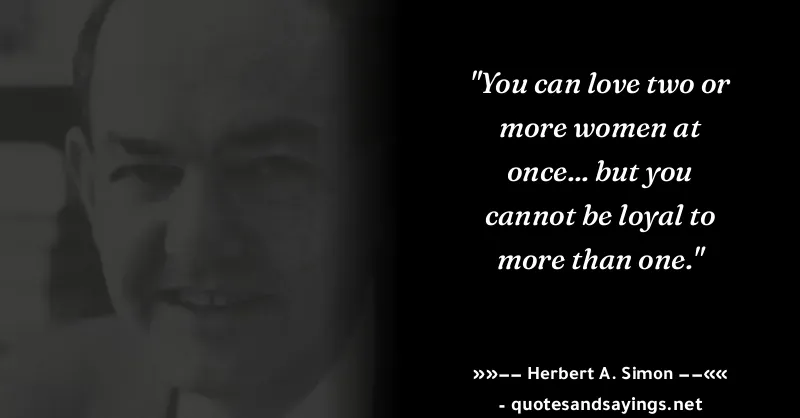 "You can love two or
more women at
once... but you
cannot be loyal to
more than one."
»»−− Herbert A. Simon −−««
- quotesandsayings.net